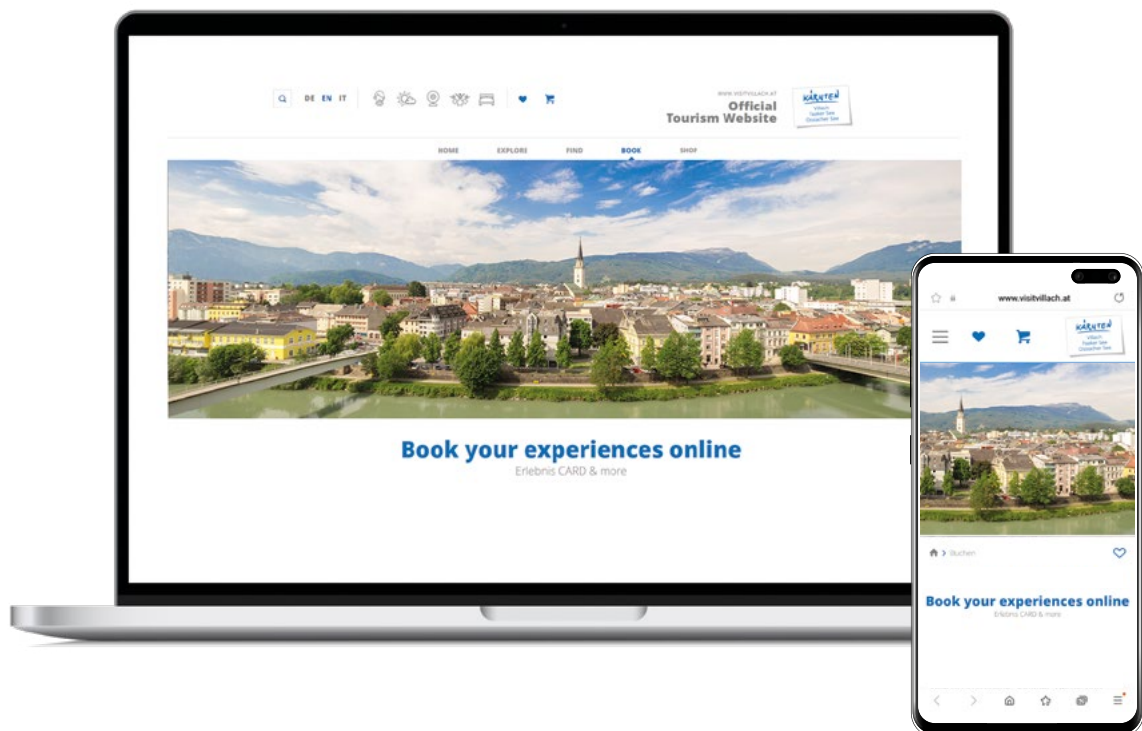 DE EN IT
WWW.VISITVILLACH.AT
Official
Tourism Website
KÄRNTEN
Villach
Faaker See
Ossiacher See
HOME EXPLORE FIND BOOK SHOP
Book your experiences online
Erlebnis CARD & more
www.visitvillach.at
KÄRNTEN
Villach
Faaker See
Ossiacher See
Buchen
Book your experiences online
Erlebnis CARD & more